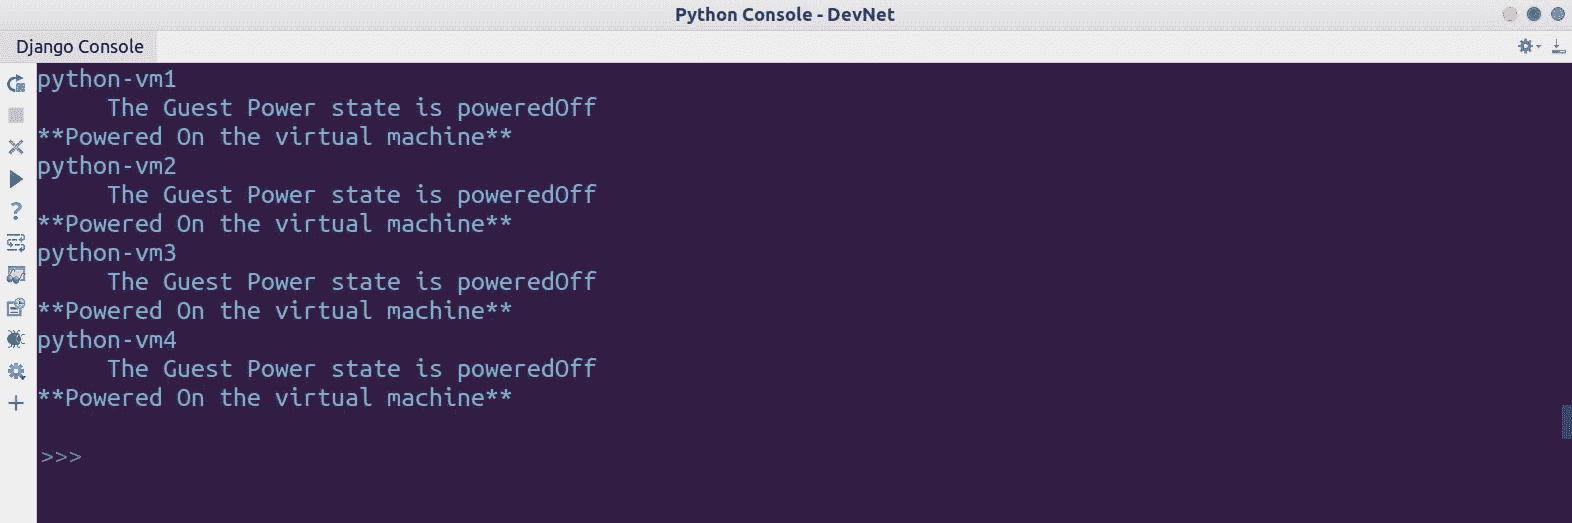 Python Console - DevNet
Django Console
python-vm1
The Guest Power state is poweredOff
**Powered On the virtual machine**
python-vm2
The Guest Power state is poweredOff
**Powered On the virtual machine**
python-vm3
The Guest Power state is poweredOff
**Powered On the virtual machine**
python-vm4
The Guest Power state is poweredOff
**Powered On the virtual machine**
>>>